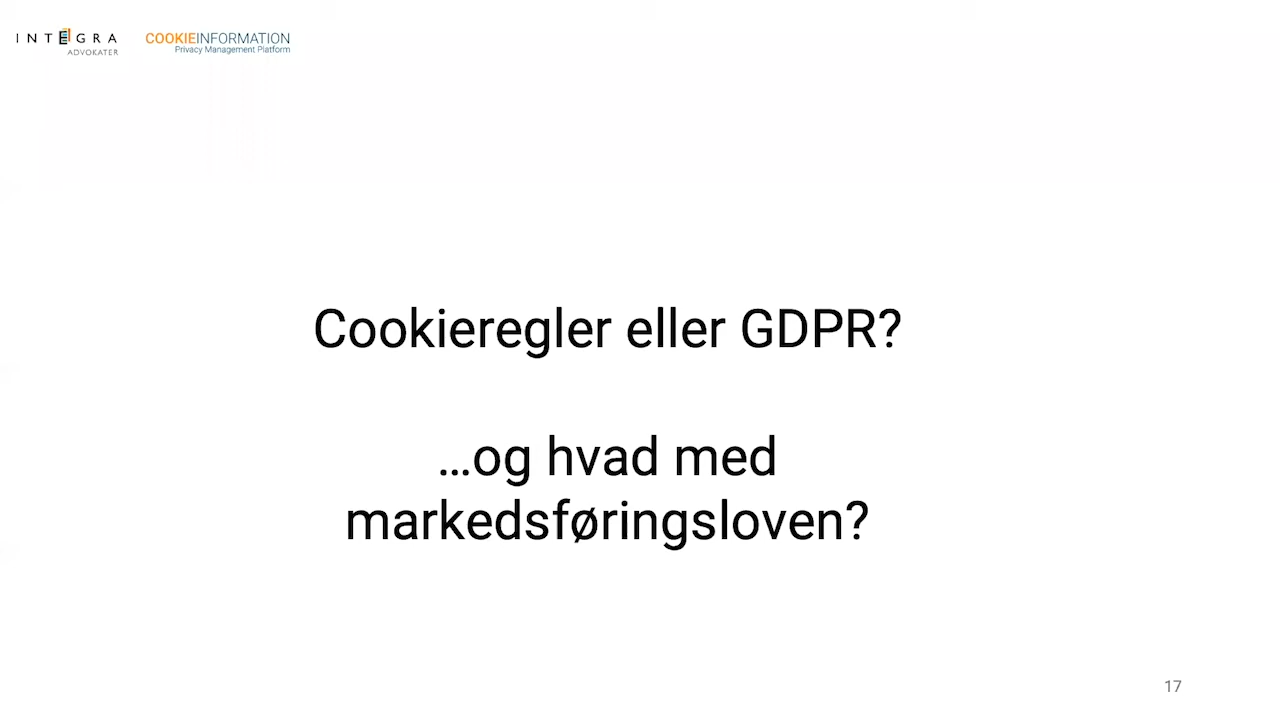 INTEGRA
ADVOKATER
COOKIEINFORMATION
Privacy Management Platform
Cookieregler eller GDPR?
...og hvad med
markedsføringsloven?
17